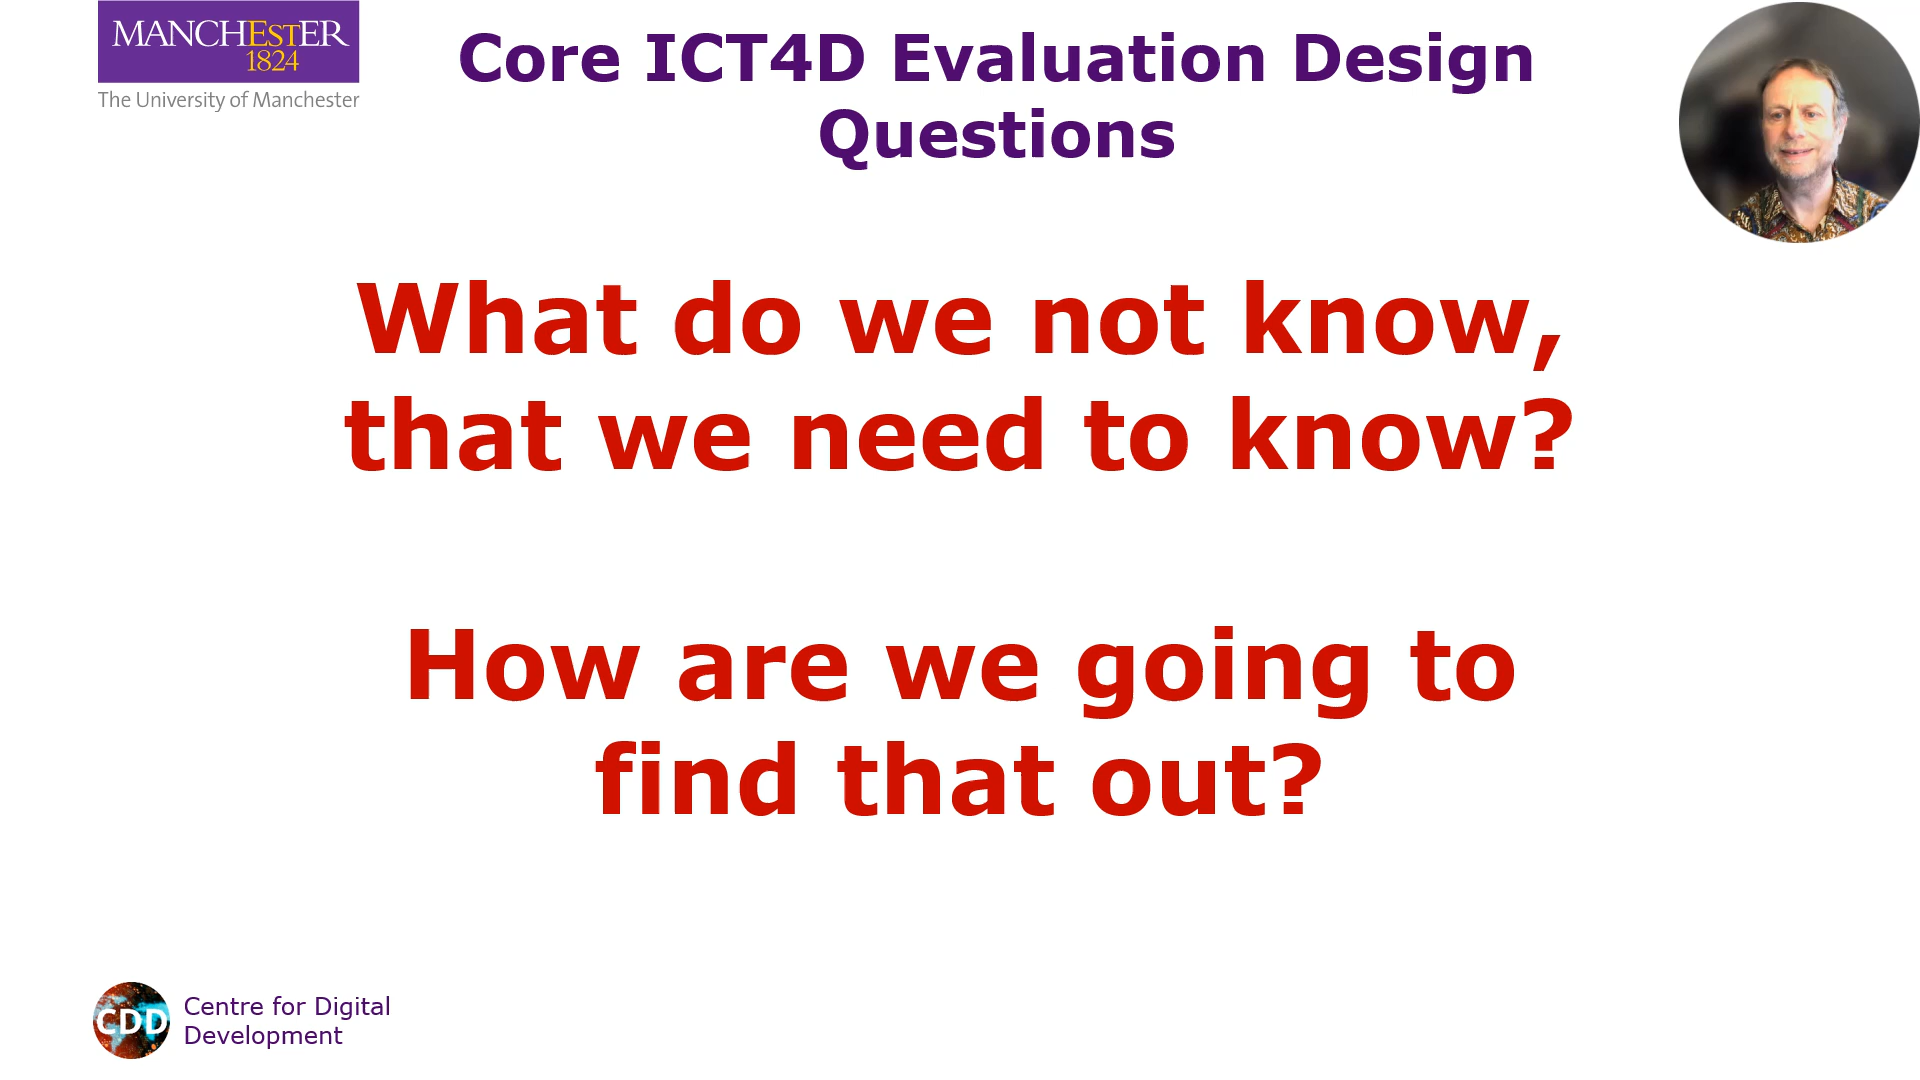 MANCHESTER
1824
The University of Manchester
Core ICT4D Evaluation Design
Questions
What do we not know,
that we need to know?
How are we going to
find that out?
CDD
Centre for Digital
Development